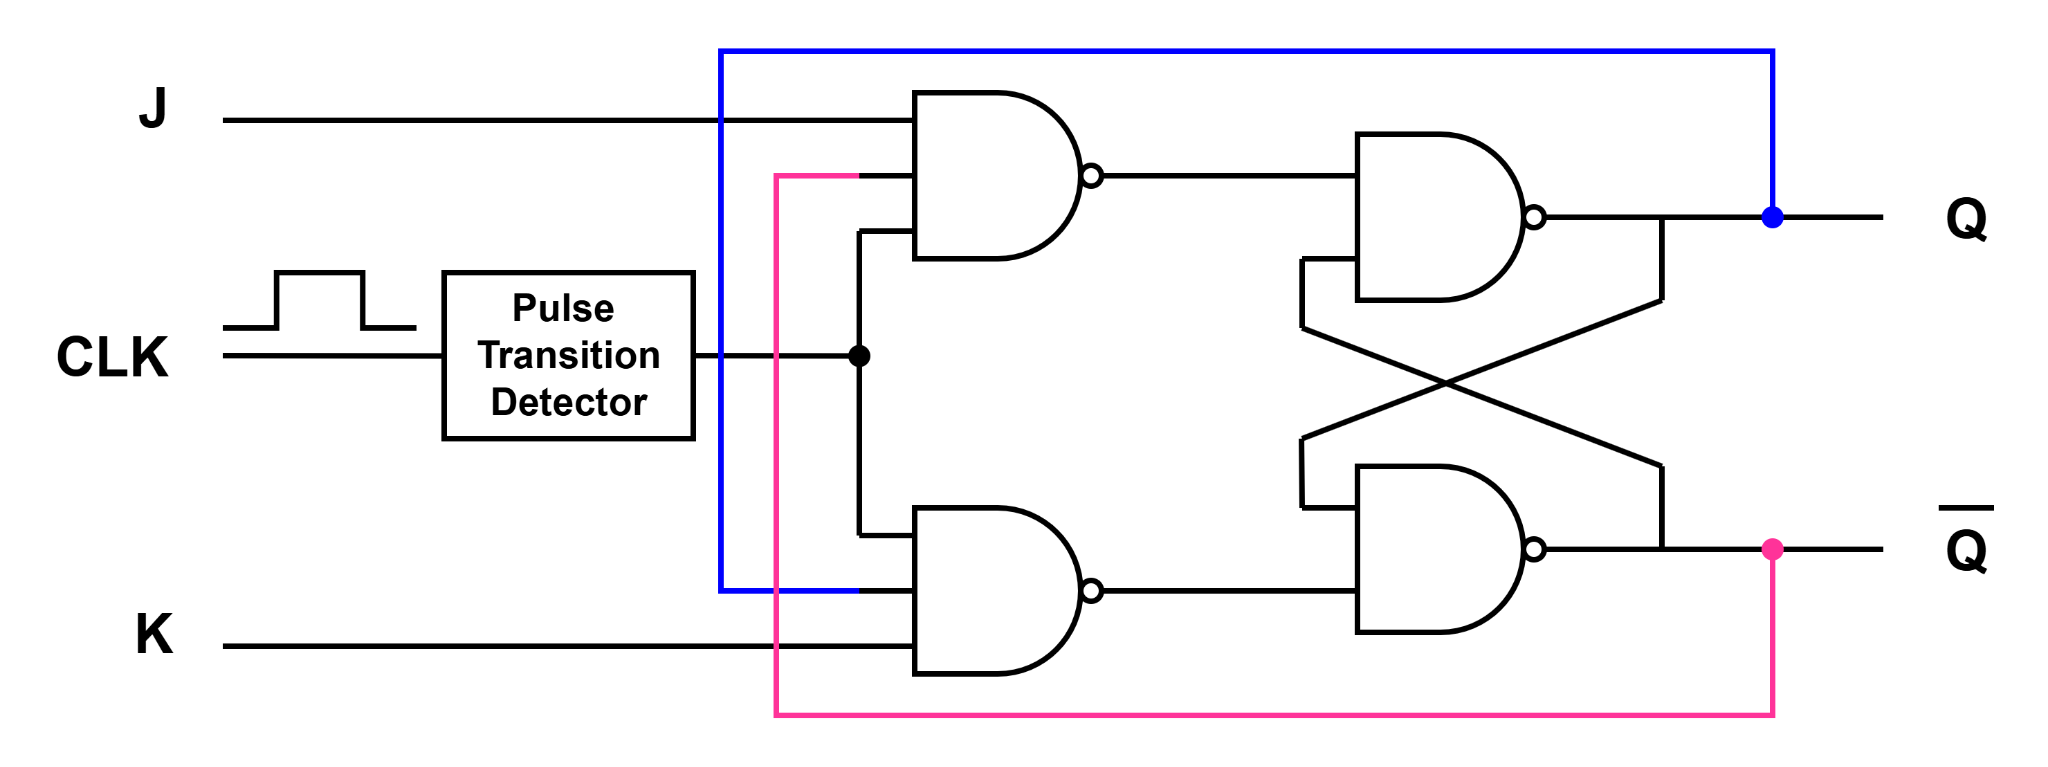 J
Q
Pulse
CLK
Transition
Detector
K
Q̅